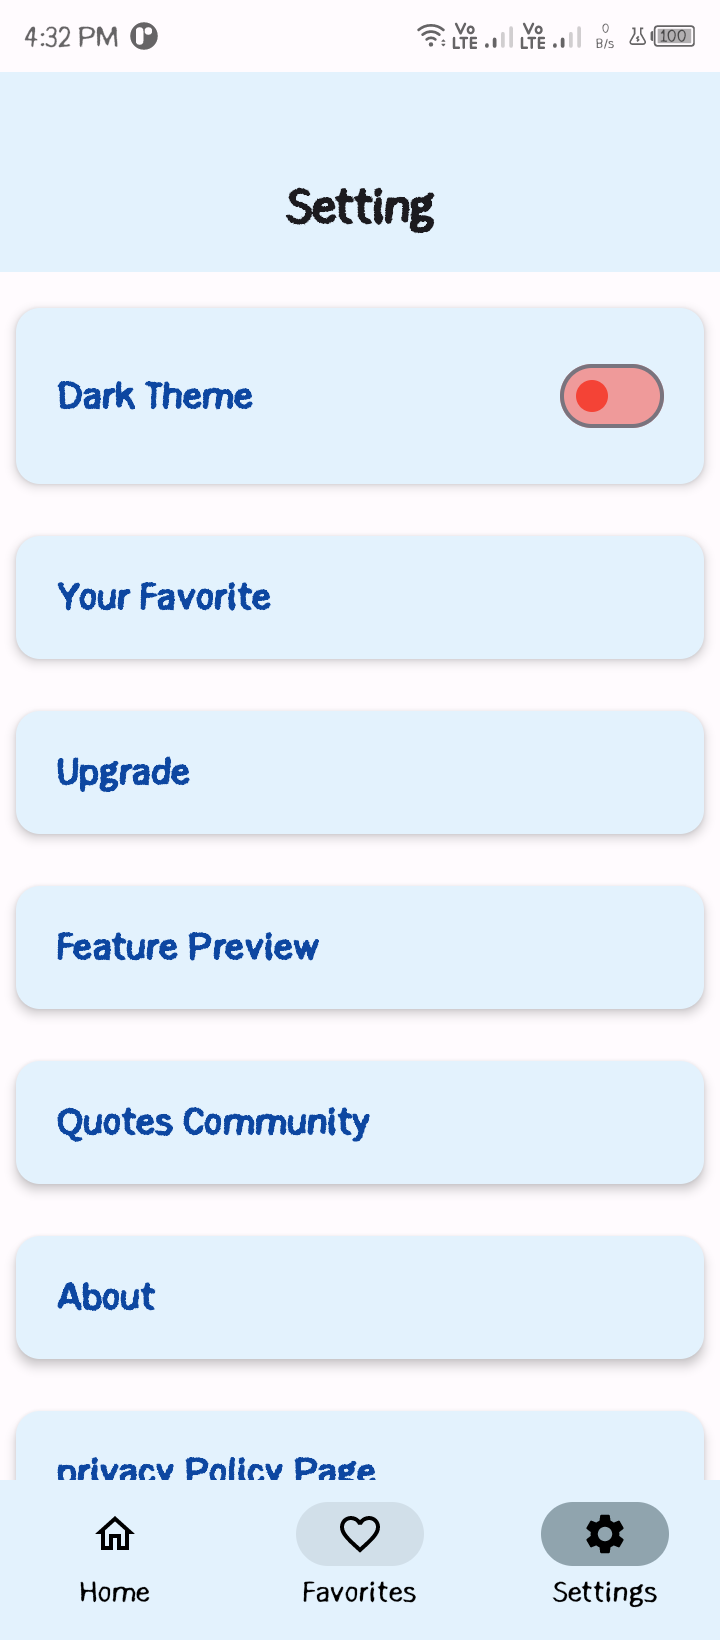 4:32 PM
Vo LTE Vo LTE 0 B/s 100
Setting
Dark Theme
Your Favorite
Upgrade
Feature Preview
Quotes Community
About
privacy Policy Page
Home Favorites Settings